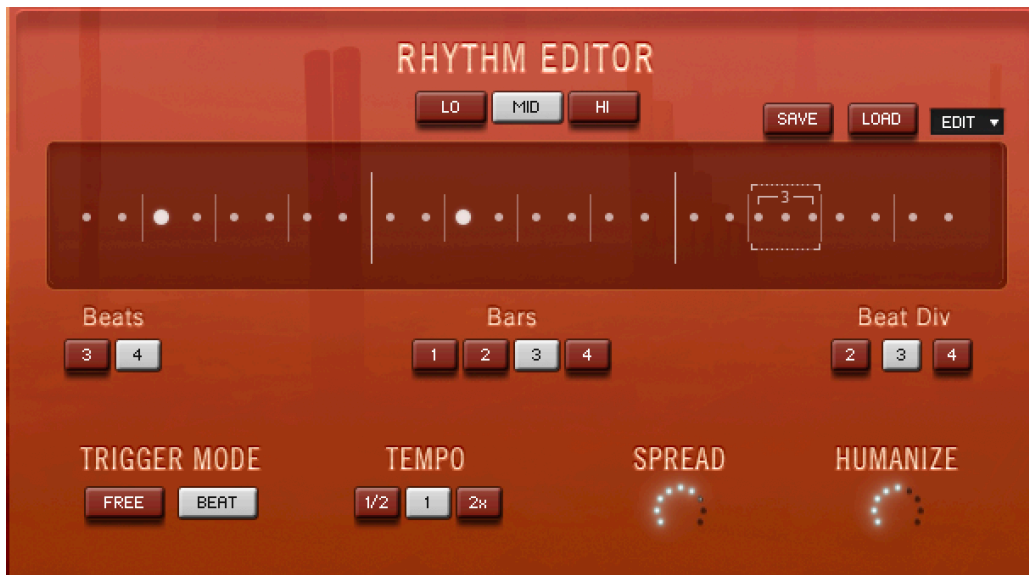 RHYTHM EDITOR
LO MID HI
SAVE LOAD EDIT
3
Beats Bars Beat Div
3 4 1 2 3 4 2 3 4
TRIGGER MODE TEMPO SPREAD HUMANIZE
FREE BEAT 1/2 1 2x